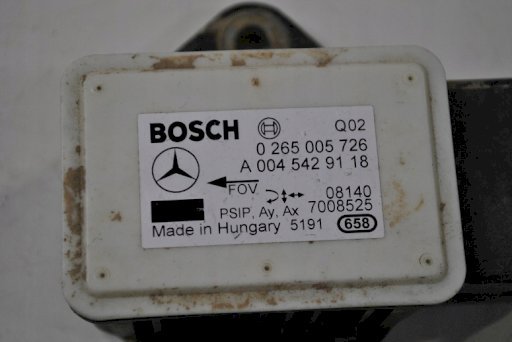 BOSCH Q02
0 265 005 726
A 004 542 91 18
FOV 08140
PSIP, Ay, Ax 7008525
Made in Hungary 5191 658